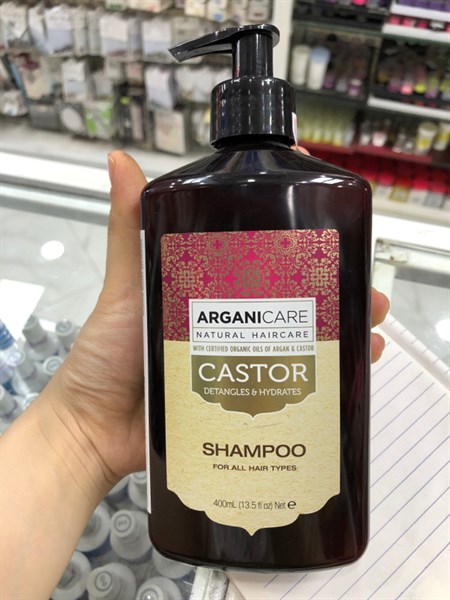 ARGANICARE
NATURAL HAIRCARE
WITH CERTIFIED ORGANIC OILS OF ARGAN & CASTOR
CASTOR
DETANGLES & HYDRATES
SHAMPOO
FOR ALL HAIR TYPES
400mL (13.5 fl oz) Net ℮